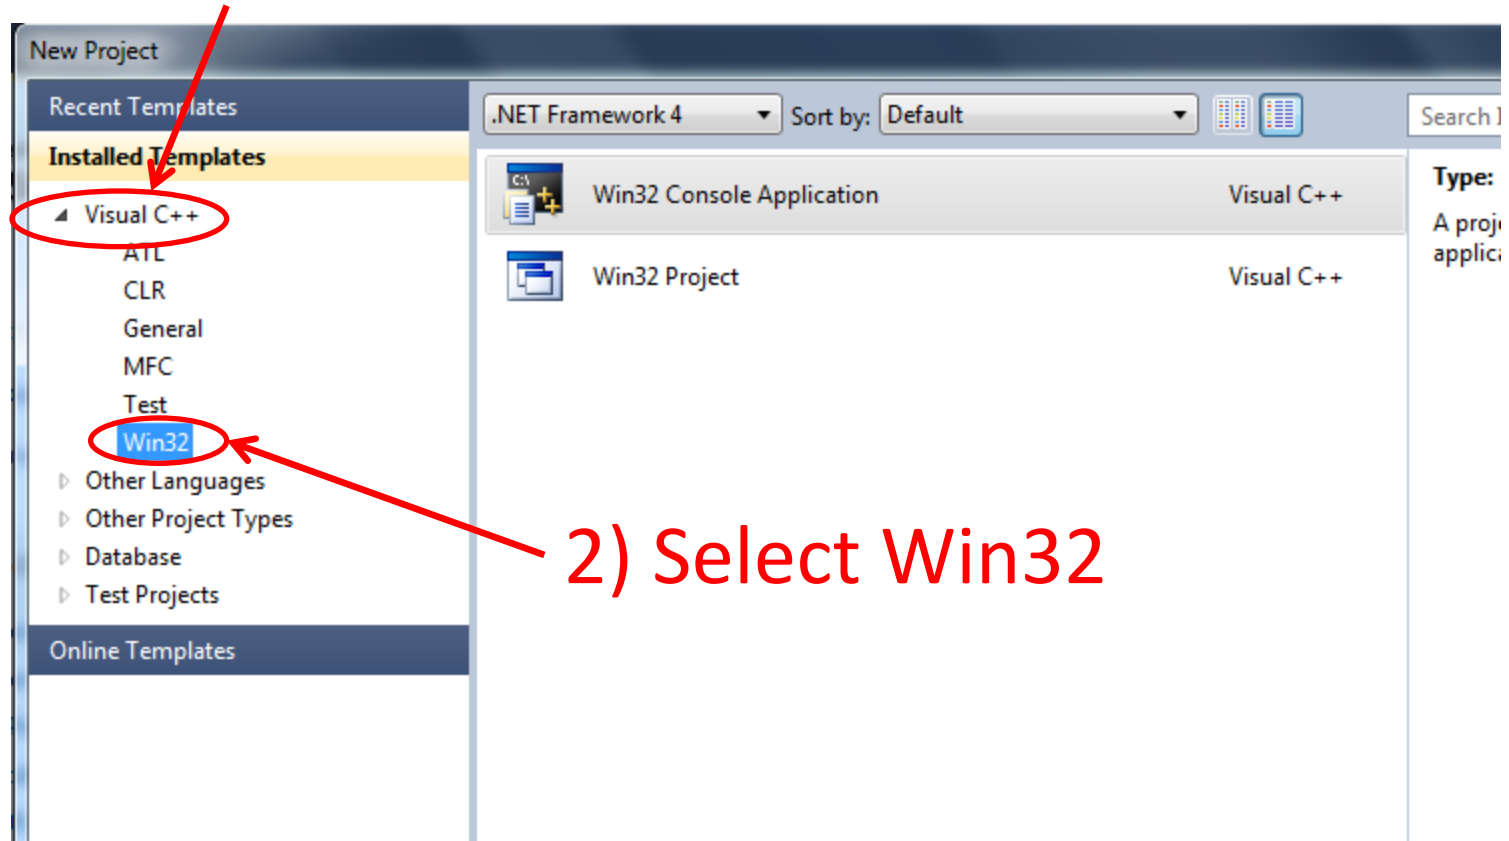 New Project
Recent Templates
Installed Templates
Visual C++
ATL
CLR
General
MFC
Test
Win32
Other Languages
Other Project Types
Database
Test Projects
Online Templates
.NET Framework 4
Sort by:
Default
Search
Win32 Console Application
Visual C++
Win32 Project
Visual C++
Type:
A proj
applica
2) Select Win32